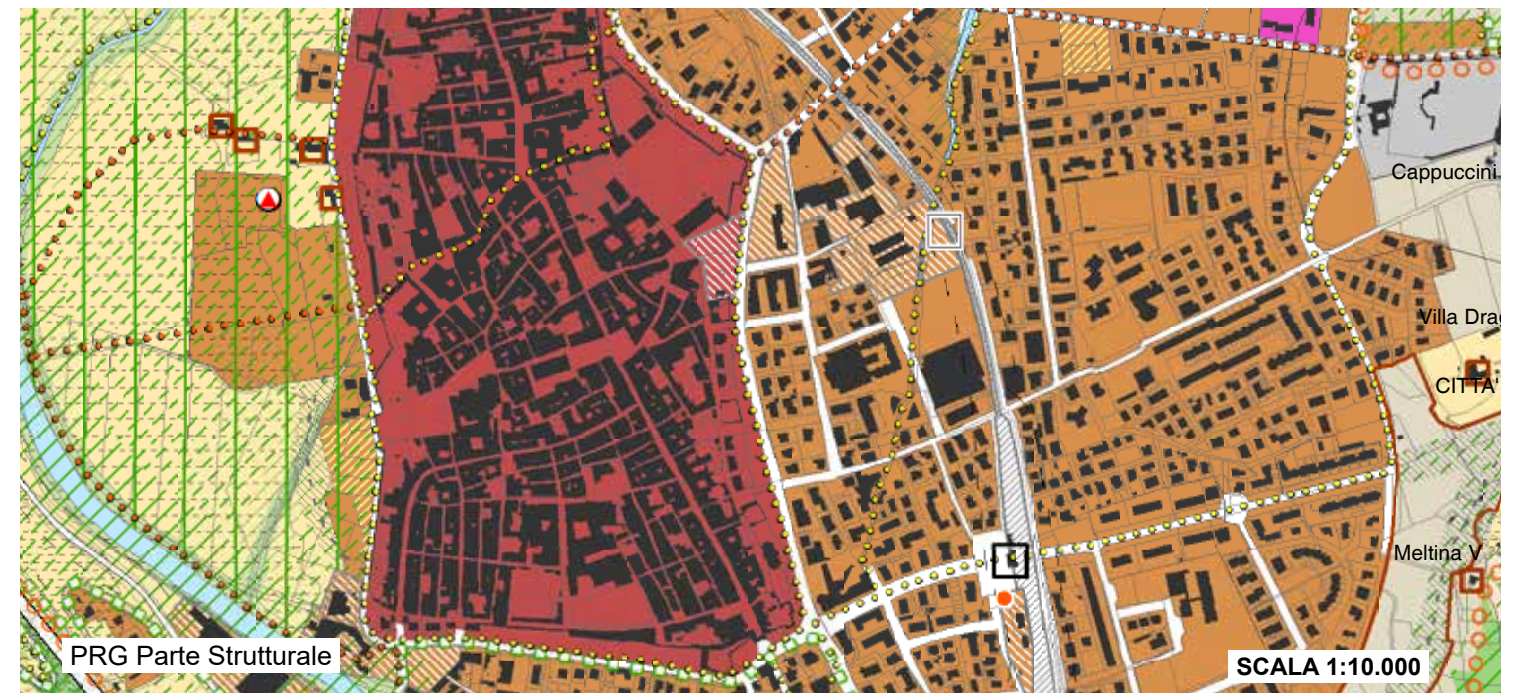 Cappuccini
Villa Drag
CITTA'
Meltina V
PRG Parte Strutturale
SCALA 1:10.000